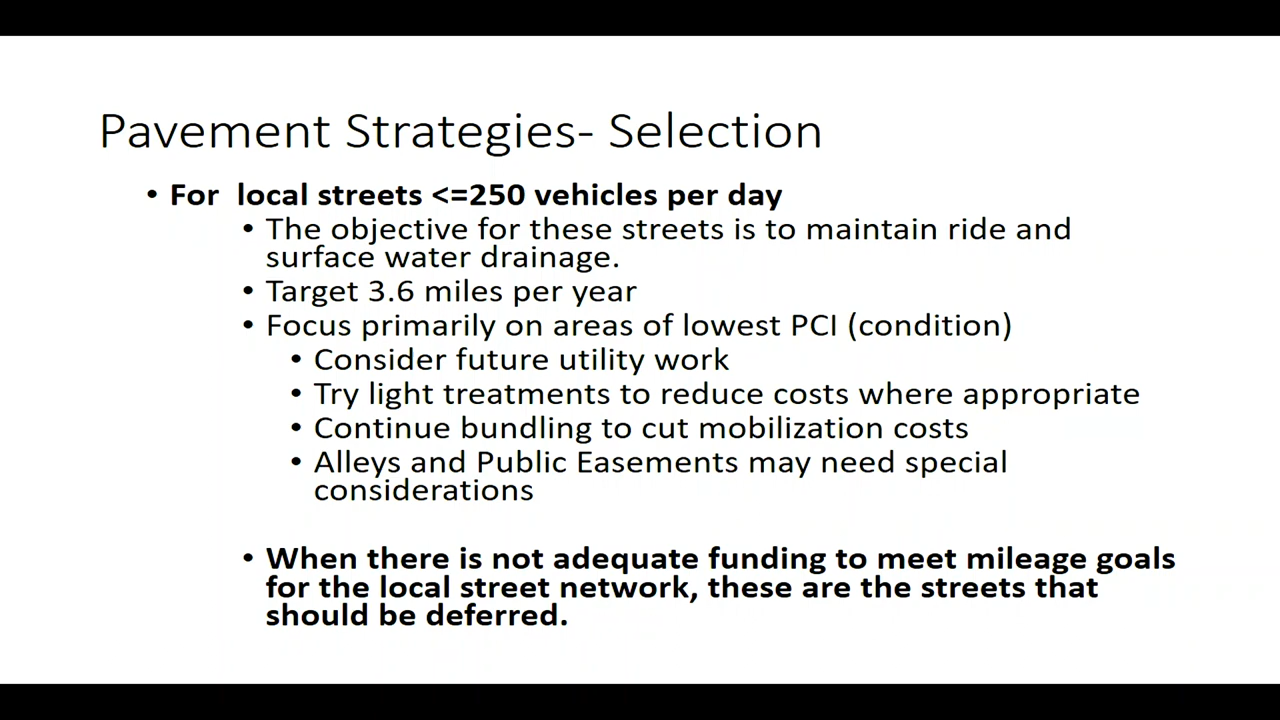 Pavement Strategies- Selection
• For  local streets <=250 vehicles per day
• The objective for these streets is to maintain ride and
surface water drainage.
• Target 3.6 miles per year
• Focus primarily on areas of lowest PCI (condition)
• Consider future utility work
• Try light treatments to reduce costs where appropriate
• Continue bundling to cut mobilization costs
• Alleys and Public Easements may need special
considerations
• When there is not adequate funding to meet mileage goals
for the local street network, these are the streets that
should be deferred.